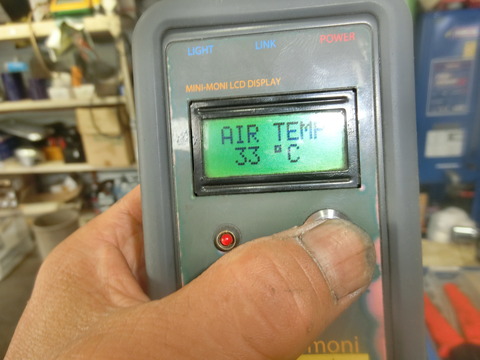 LIGHT LINK POWER
MINI-MONI LCD DISPLAY
AIR TEMP
33 °C
moni